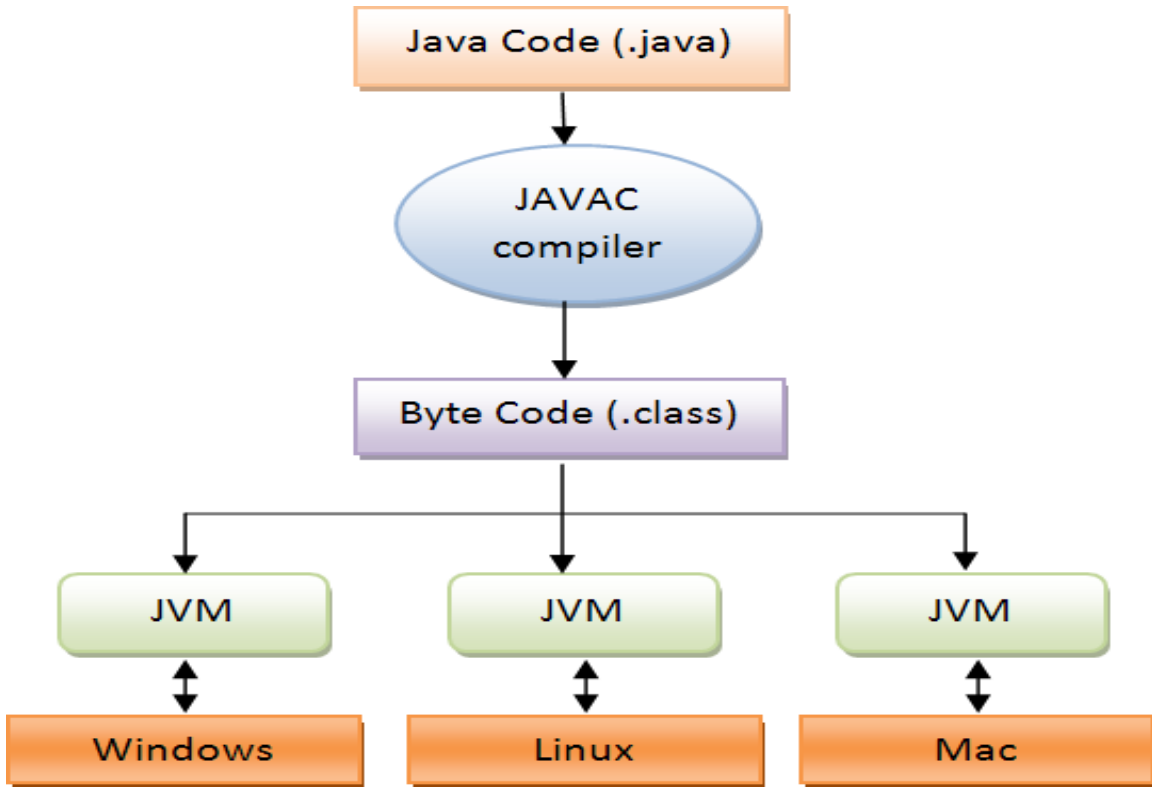 Java Code (.java)
JAVAC
compiler
Byte Code (.class)
JVM
JVM
JVM
Windows
Linux
Mac